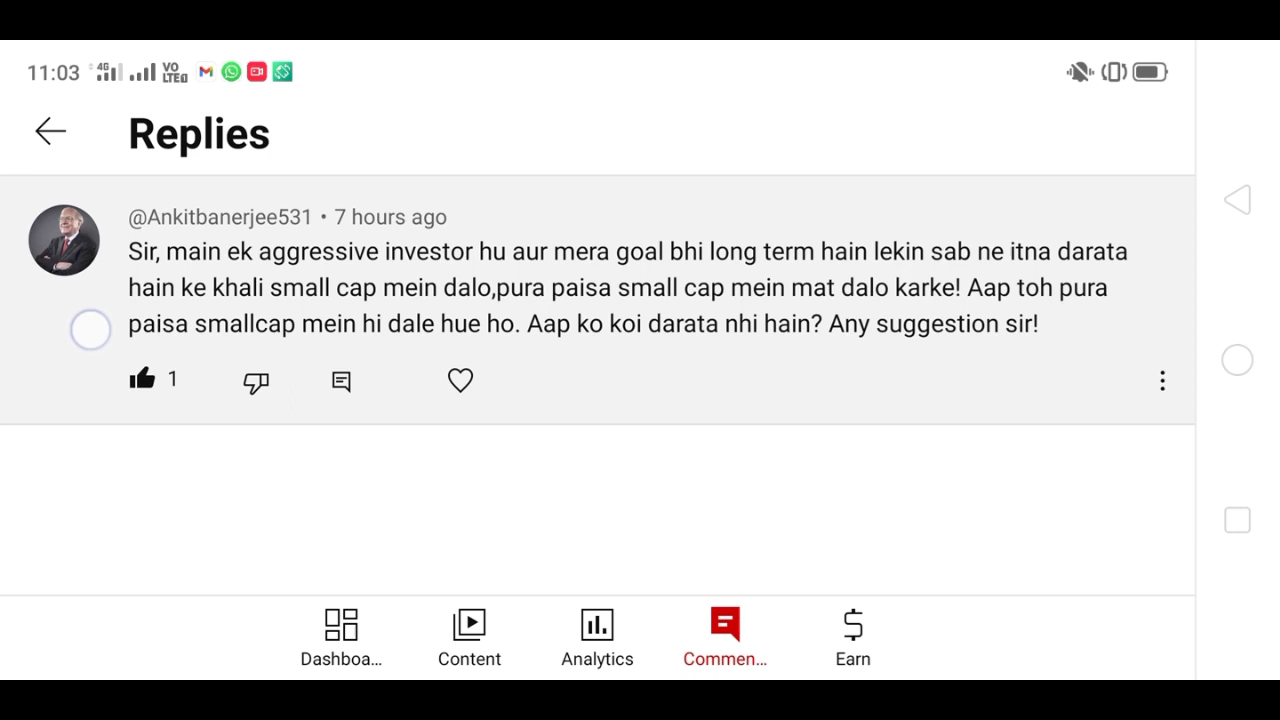 11:03 4G VO LTE
Replies
@Ankitbanerjee531 • 7 hours ago
Sir, main ek aggressive investor hu aur mera goal bhi long term hain lekin sab ne itna darata
hain ke khali small cap mein dalo,pura paisa small cap mein mat dalo karke! Aap toh pura
paisa smallcap mein hi dale hue ho. Aap ko koi darata nhi hain? Any suggestion sir!
1
Dashboa... Content Analytics Commen... Earn